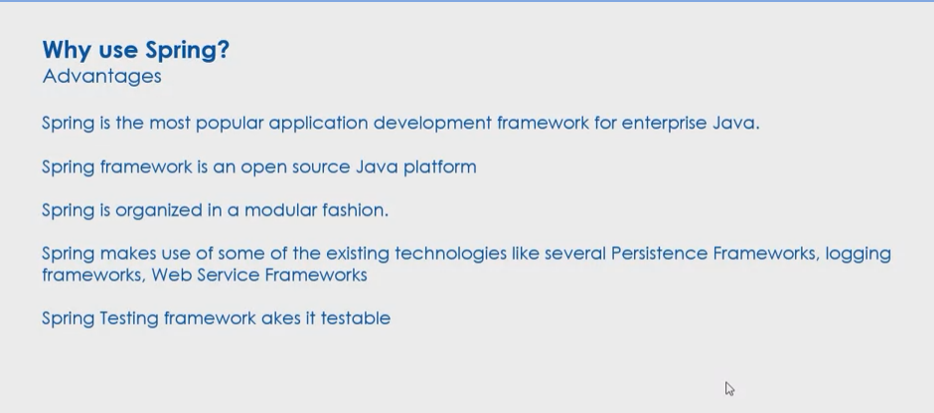 Why use Spring?
Advantages
Spring is the most popular application development framework for enterprise Java.
Spring framework is an open source Java platform
Spring is organized in a modular fashion.
Spring makes use of some of the existing technologies like several Persistence Frameworks, logging
frameworks, Web Service Frameworks
Spring Testing framework akes it testable